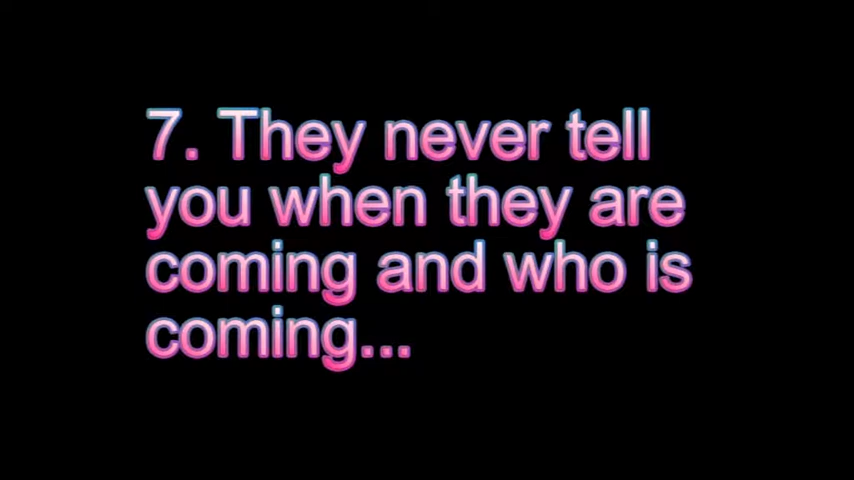 7. They never tell
you when they are
coming and who is
coming...